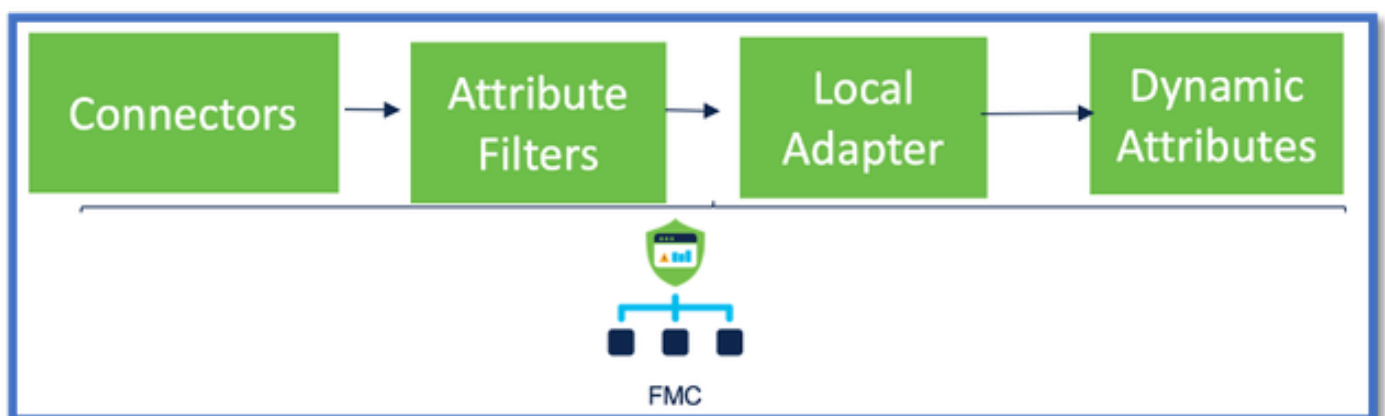 Connectors
Attribute
Filters
Local
Adapter
Dynamic
Attributes
FMC